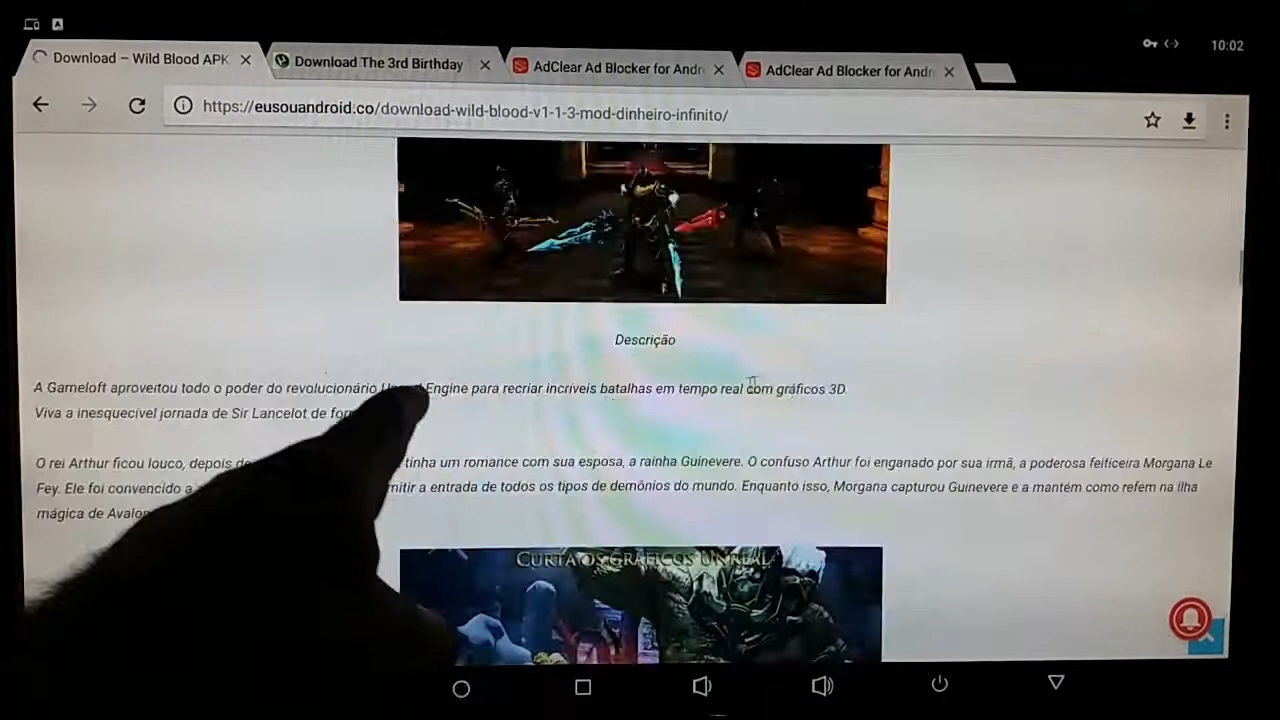 10:02
Download – Wild Blood APK
Download The 3rd Birthday
AdClear Ad Blocker for Andr
AdClear Ad Blocker for Andr
https://eusouandroid.co/download-wild-blood-v1-1-3-mod-dinheiro-infinito/
Descrição
A Gameloft aproveitou todo o poder do revolucionário Engine para recriar incríveis batalhas em tempo real com gráficos 3D.
Viva a inesquecível jornada de Sir Lancelot de
O rei Arthur ficou louco, depois tinha um romance com sua esposa, a rainha Guinevere. O confuso Arthur foi enganado por sua irmã, a poderosa feiticeira Morgana Le
Fey. Ele foi convencido a mitir a entrada de todos os tipos de demônios do mundo. Enquanto isso, Morgana capturou Guinevere e a mantém como refém na ilha
mágica de Avalon
CURTA OS GRÁFICOS UNREAL